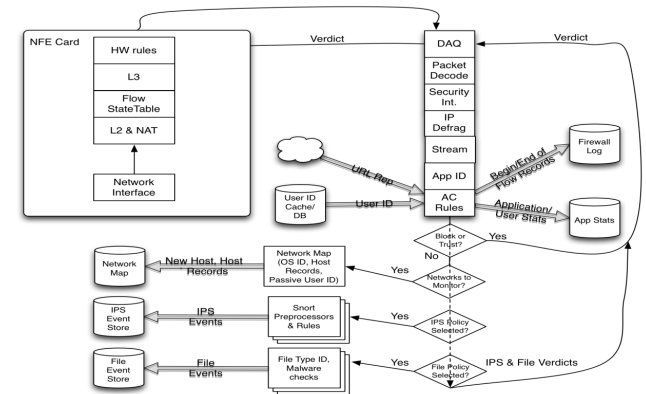 NFE Card
HW rules
L3
Flow
StateTable
L2 & NAT
Network
Interface
Verdict
DAQ
Verdict
Packet
Decode
Security
Int.
IP
Defrag
Stream
App ID
AC
Rules
URL Rep
User ID
Cache/
DB
User ID
Begin/End of
Flow Records
Firewall
Log
Application/
User Stats
App Stats
Block or
Trust?
Yes
No
Network
Map
New Host, Host
Records
Network Map
(OS ID, Host
Records,
Passive User ID)
Yes
Networks to
Monitor?
IPS
Event
Store
IPS
Events
Snort
Preprocessors
& Rules
Yes
IPS Policy
Selected?
File
Event
Store
File
Events
File Type ID,
Malware
checks
Yes
File Policy
Selected?
IPS & File Verdicts